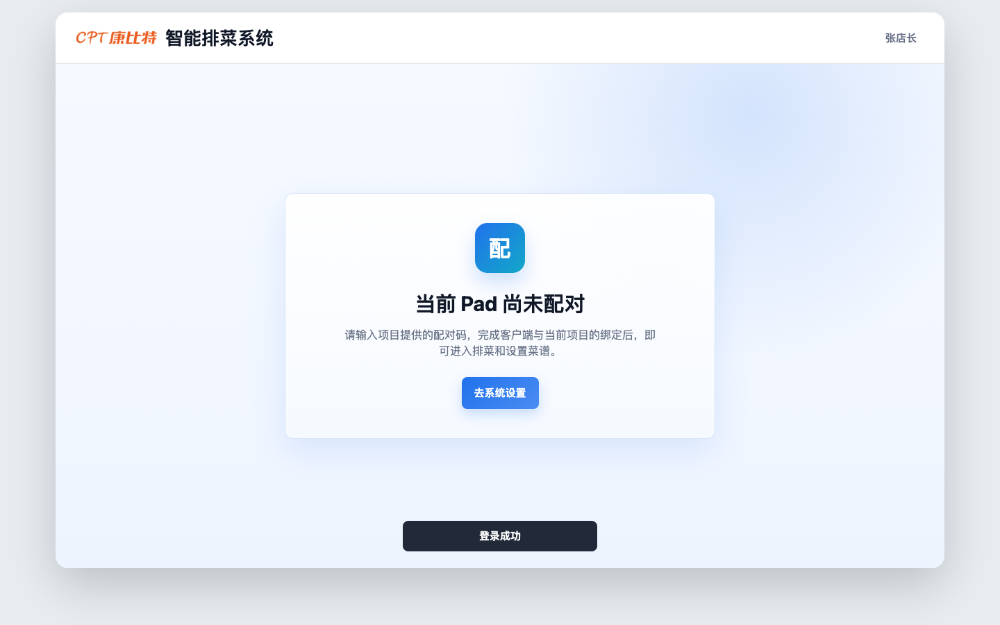 CPT 康比特 智能排菜系统
张店长
配
当前 Pad 尚未配对
请输入项目提供的配对码，完成客户端与当前项目的绑定后，即
可进入排菜和设置菜谱。
去系统设置
登录成功